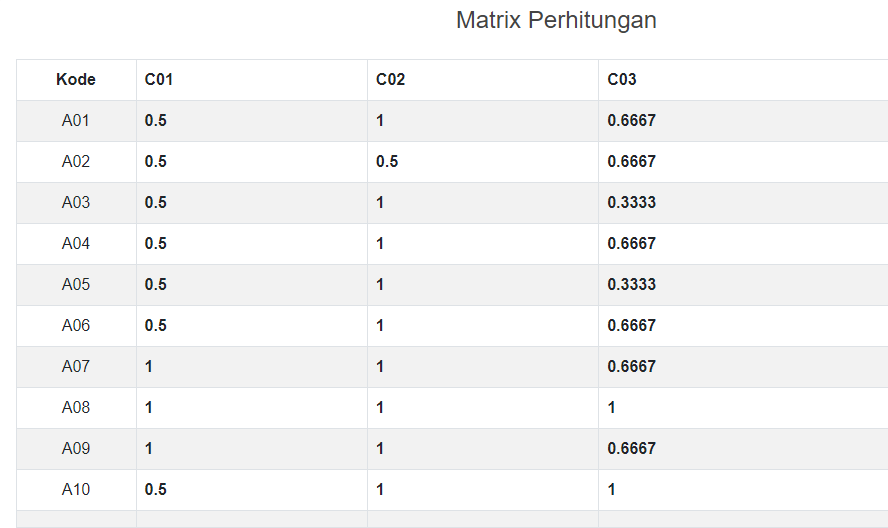 Matrix Perhitungan
Kode C01 C02 C03
A01 0.5 1 0.6667
A02 0.5 0.5 0.6667
A03 0.5 1 0.3333
A04 0.5 1 0.6667
A05 0.5 1 0.3333
A06 0.5 1 0.6667
A07 1 1 0.6667
A08 1 1 1
A09 1 1 0.6667
A10 0.5 1 1